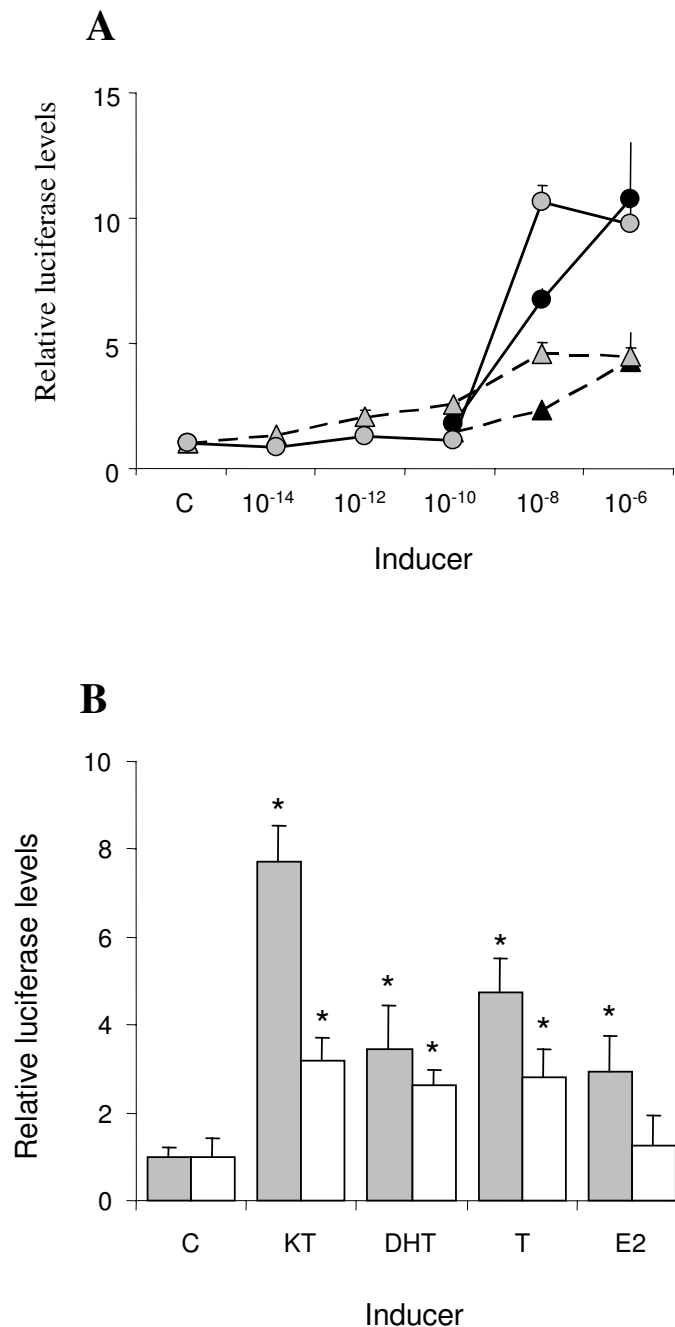 A
Relative luciferase levels
15
10
5
0
C 10⁻¹⁴ 10⁻¹² 10⁻¹⁰ 10⁻⁸ 10⁻⁶
Inducer
B
Relative luciferase levels
10
8
6
4
2
0
* * * * * * *
C KT DHT T E2
Inducer